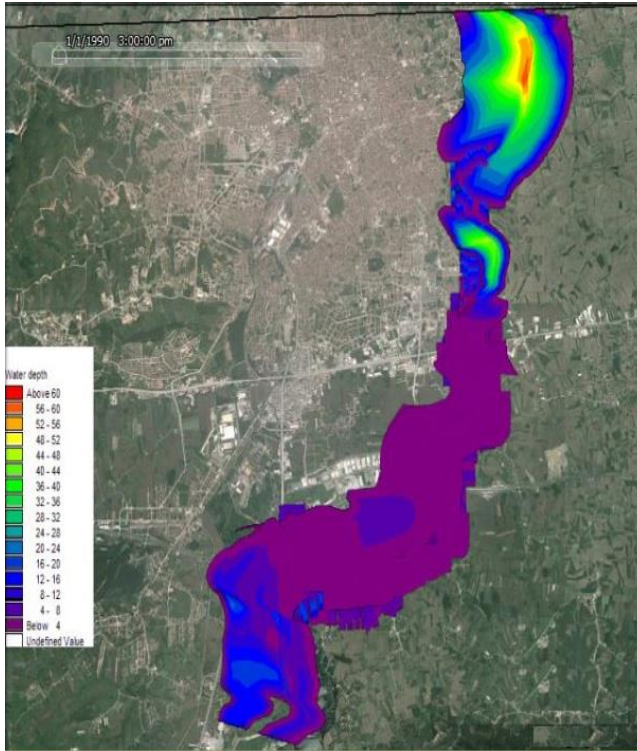 1/1/1990 3:00:00 pm
Water depth
Above 60
56 - 60
52 - 56
48 - 52
44 - 48
40 - 44
36 - 40
32 - 36
28 - 32
24 - 28
20 - 24
16 - 20
12 - 16
8 - 12
4 - 8
Below 4
Undefined Value